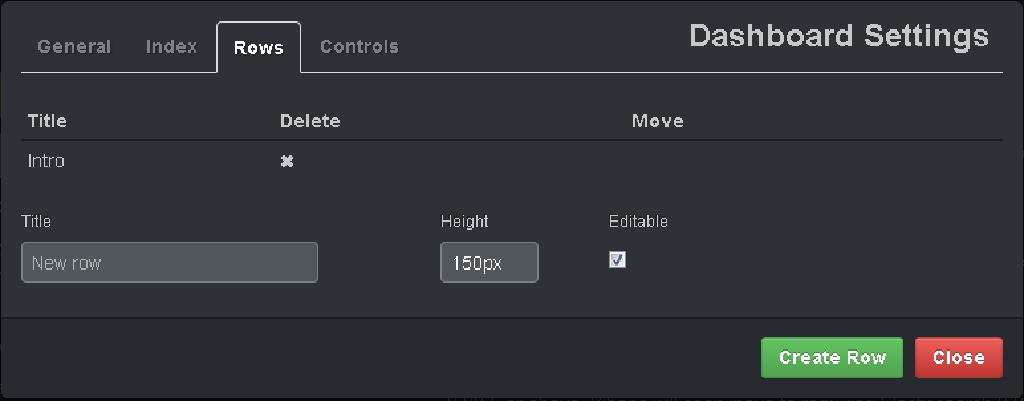 General Index Rows Controls Dashboard Settings
Title Delete Move
Intro ✖
Title Height Editable
New row 150px
Create Row Close